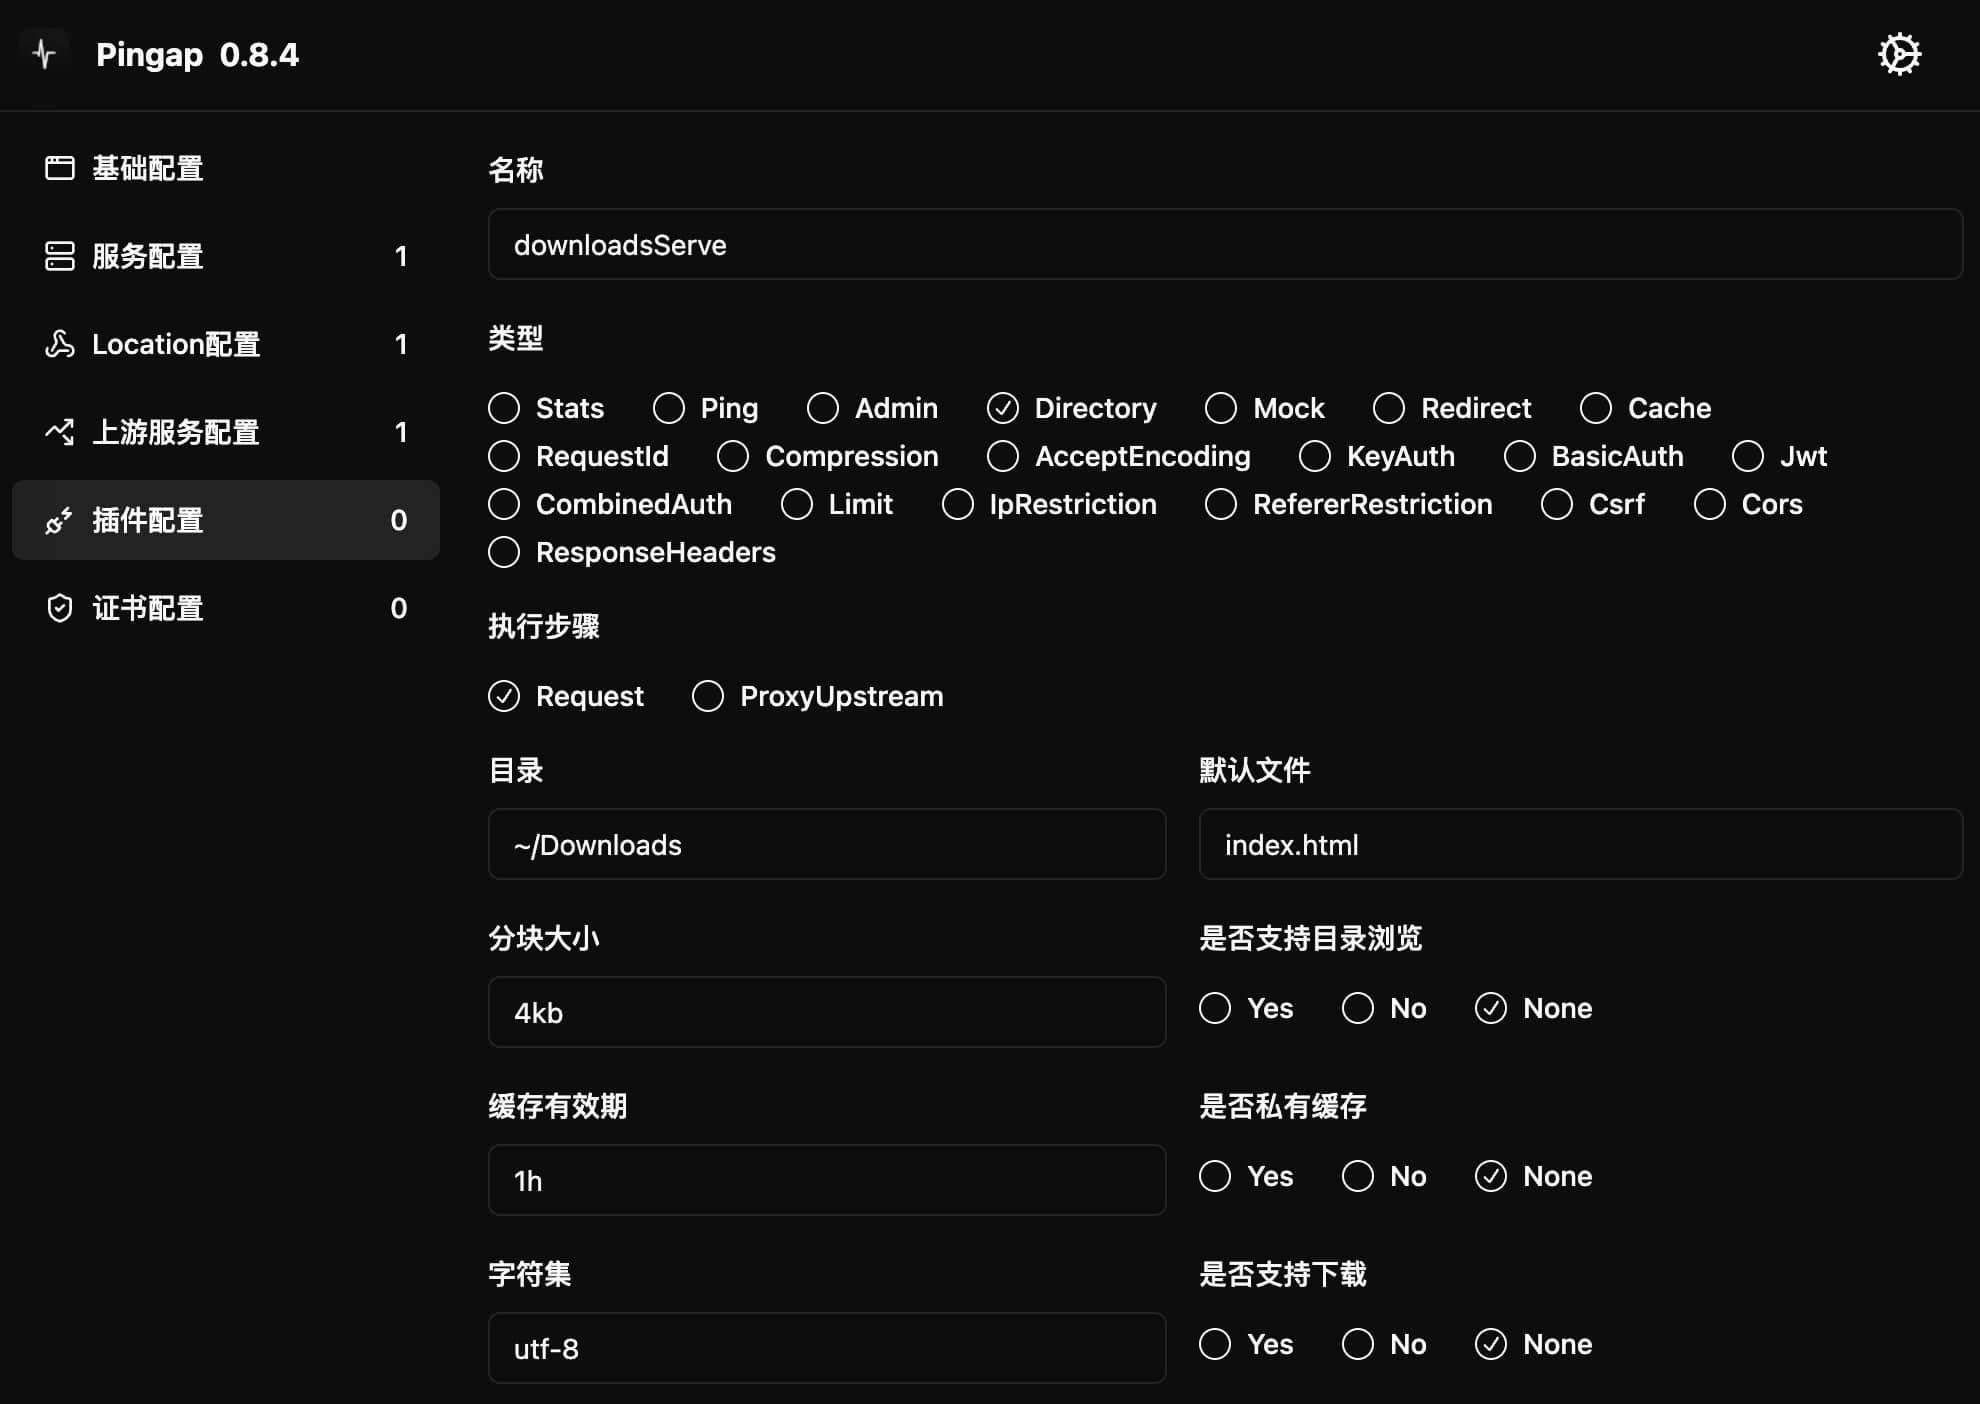 Pingap 0.8.4
基础配置
服务配置 1
Location配置 1
上游服务配置 1
插件配置 0
证书配置 0
名称
downloadsServe
类型
Stats Ping Admin Directory Mock Redirect Cache
RequestId Compression AcceptEncoding KeyAuth BasicAuth Jwt
CombinedAuth Limit IpRestriction RefererRestriction Csrf Cors
ResponseHeaders
执行步骤
Request ProxyUpstream
目录
~/Downloads
默认文件
index.html
分块大小
4kb
是否支持目录浏览
Yes No None
缓存有效期
1h
是否私有缓存
Yes No None
字符集
utf-8
是否支持下载
Yes No None